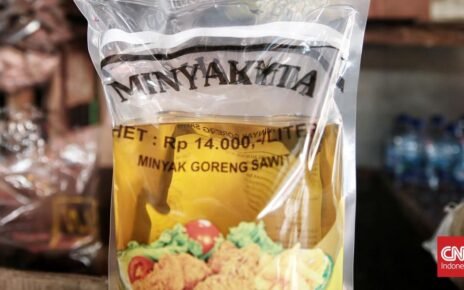 MINYAKITA
HET : Rp 14.000,-/LITER
MINYAK GORENG SAWIT
CNN
Indonesia